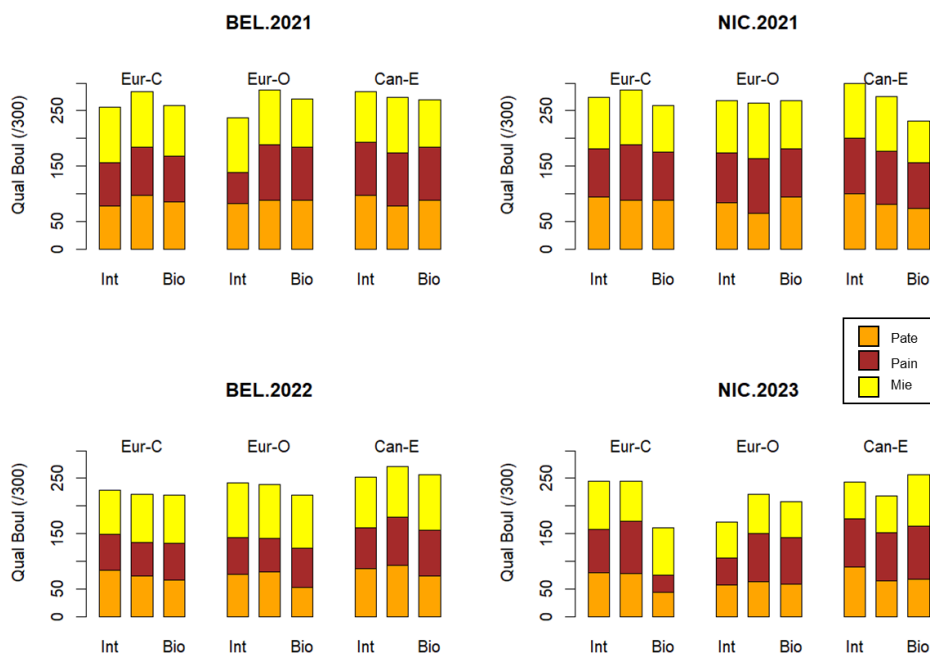 BEL.2021
Eur-C Eur-O Can-E
Qual Boul (/300)
0 50 150 250
Int Bio Int Bio Int Bio
NIC.2021
Eur-C Eur-O Can-E
Qual Boul (/300)
0 50 150 250
Int Bio Int Bio Int Bio
Pate
Pain
Mie
BEL.2022
Eur-C Eur-O Can-E
Qual Boul (/300)
0 50 150 250
Int Bio Int Bio Int Bio
NIC.2023
Eur-C Eur-O Can-E
Qual Boul (/300)
0 50 150 250
Int Bio Int Bio Int Bio